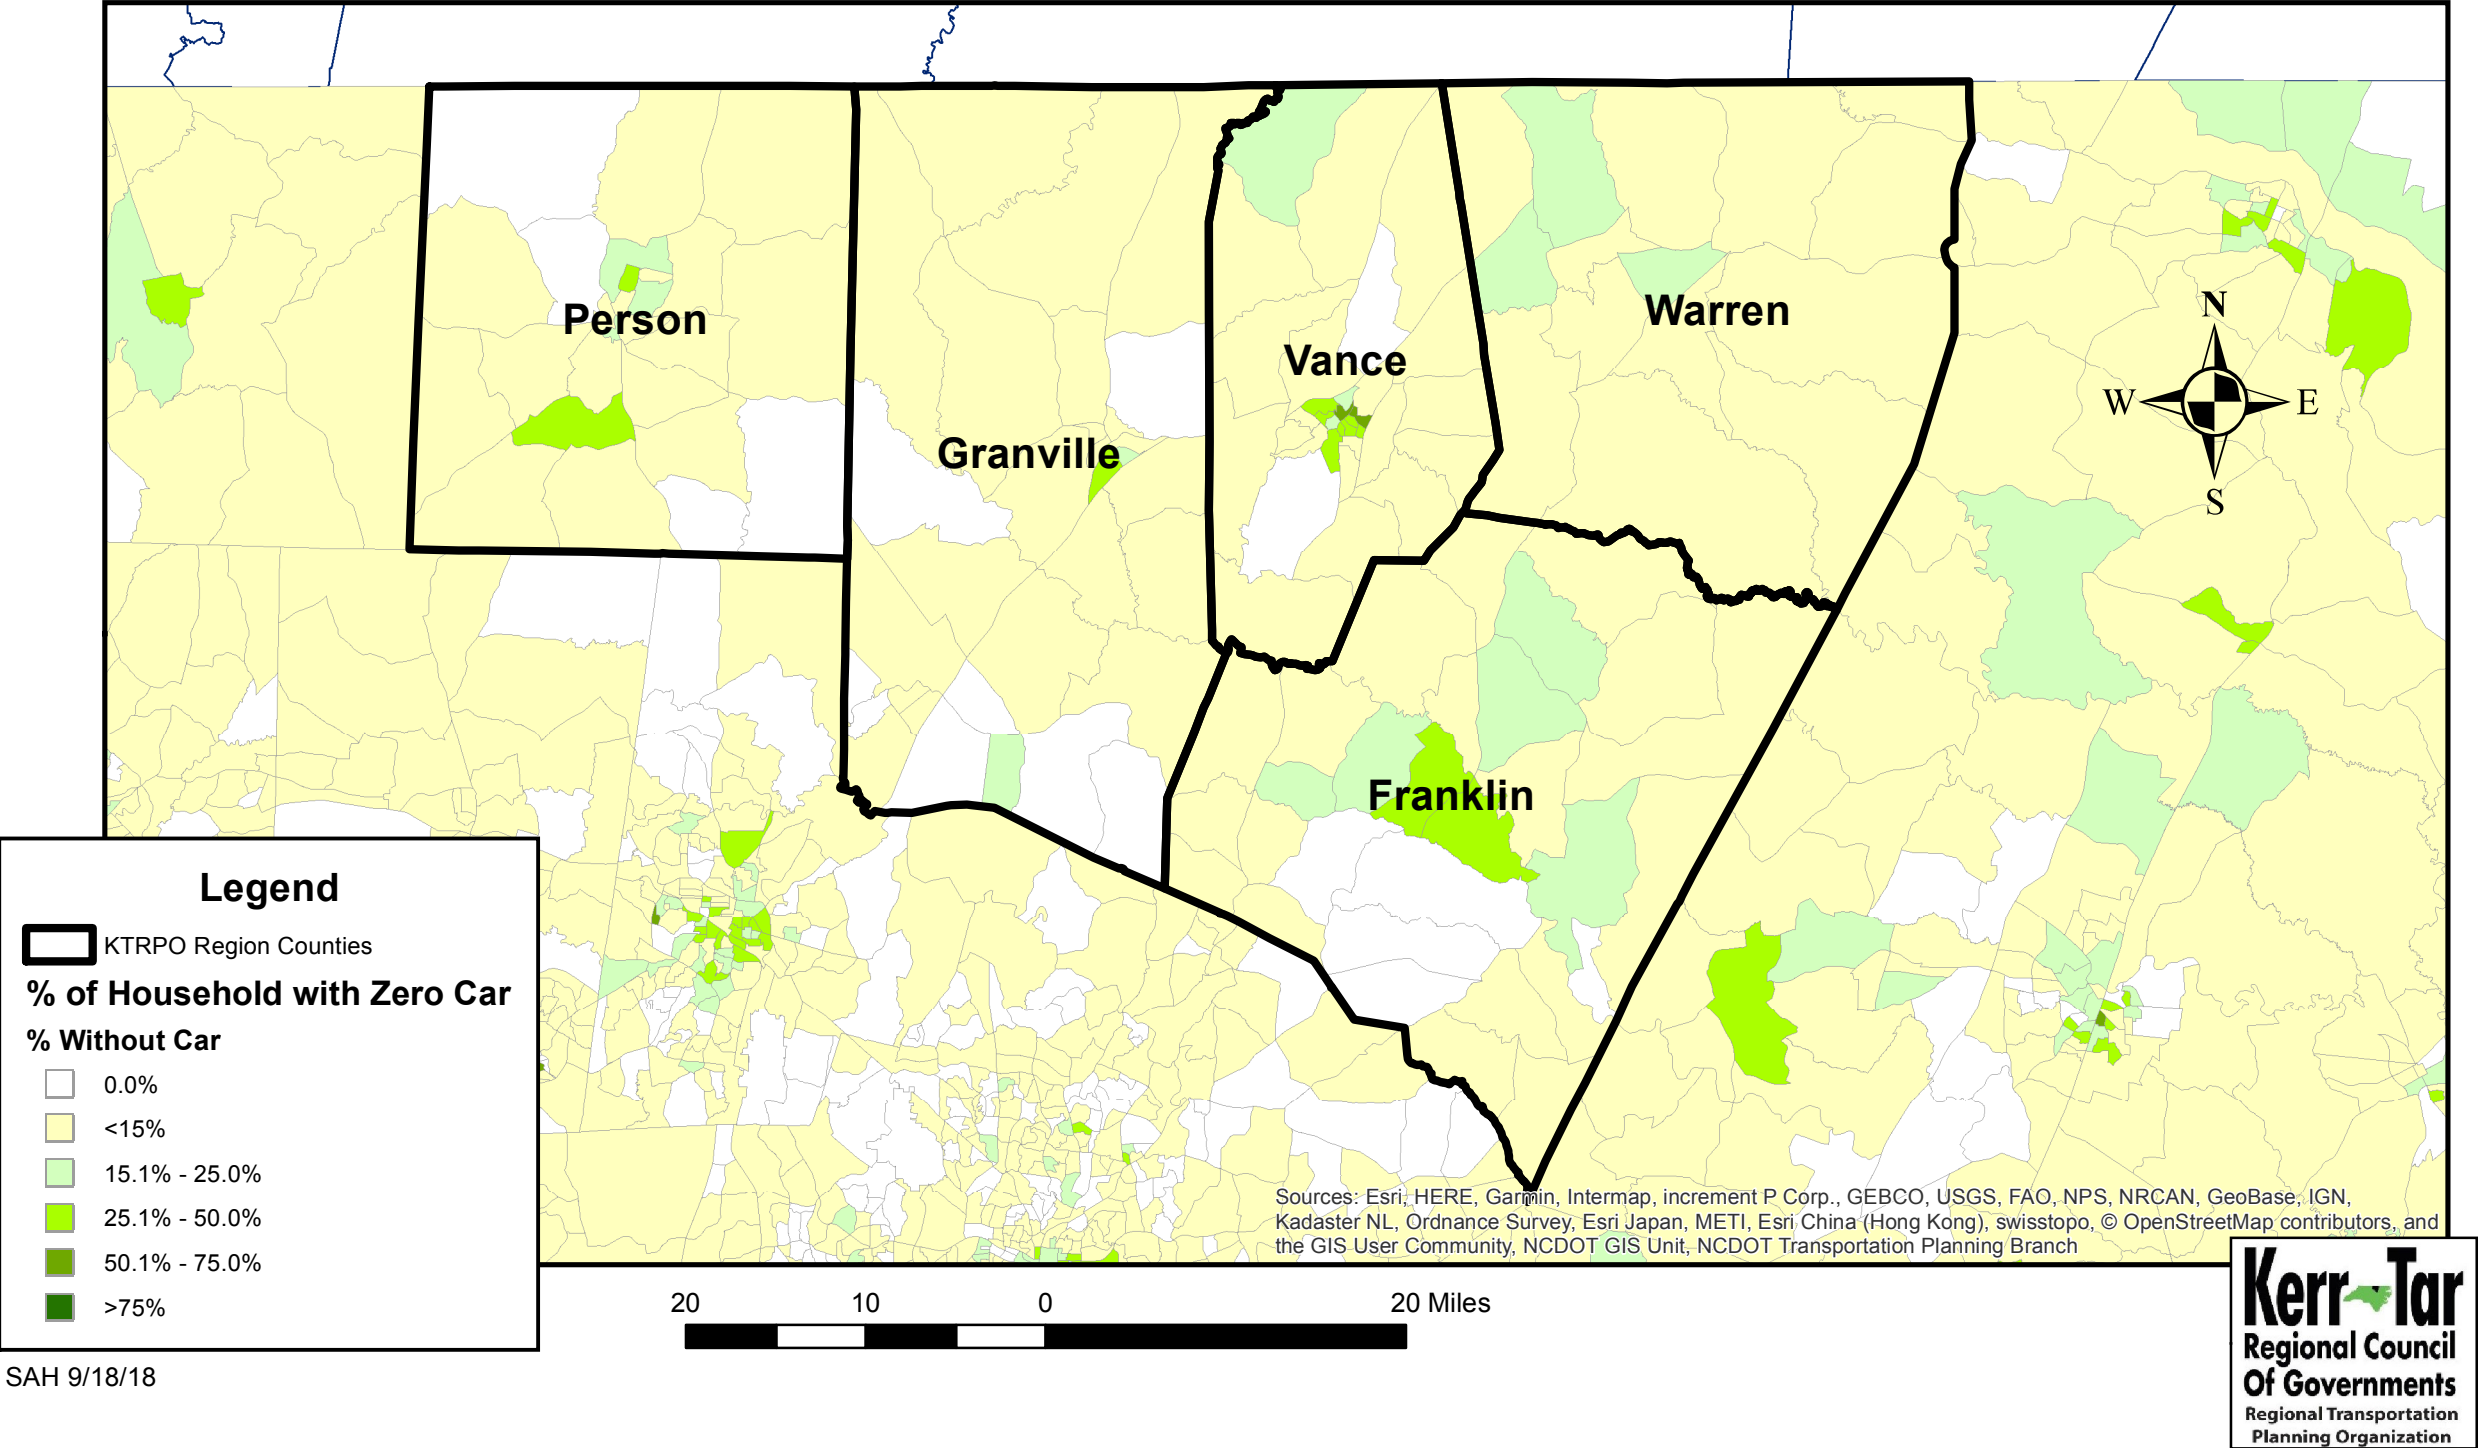 Person
Granville
Vance
Warren
Franklin
N
W
E
S
Legend
KTRPO Region Counties
% of Household with Zero Car
% Without Car
0.0%
<15%
15.1% - 25.0%
25.1% - 50.0%
50.1% - 75.0%
>75%
Sources: Esri, HERE, Garmin, Intermap, increment P Corp., GEBCO, USGS, FAO, NPS, NRCAN, GeoBase, IGN,
Kadaster NL, Ordnance Survey, Esri Japan, METI, Esri China (Hong Kong), swisstopo, © OpenStreetMap contributors, and
the GIS User Community, NCDOT GIS Unit, NCDOT Transportation Planning Branch
20 10 0 20 Miles
SAH 9/18/18
Kerr Tar
Regional Council
Of Governments
Regional Transportation
Planning Organization